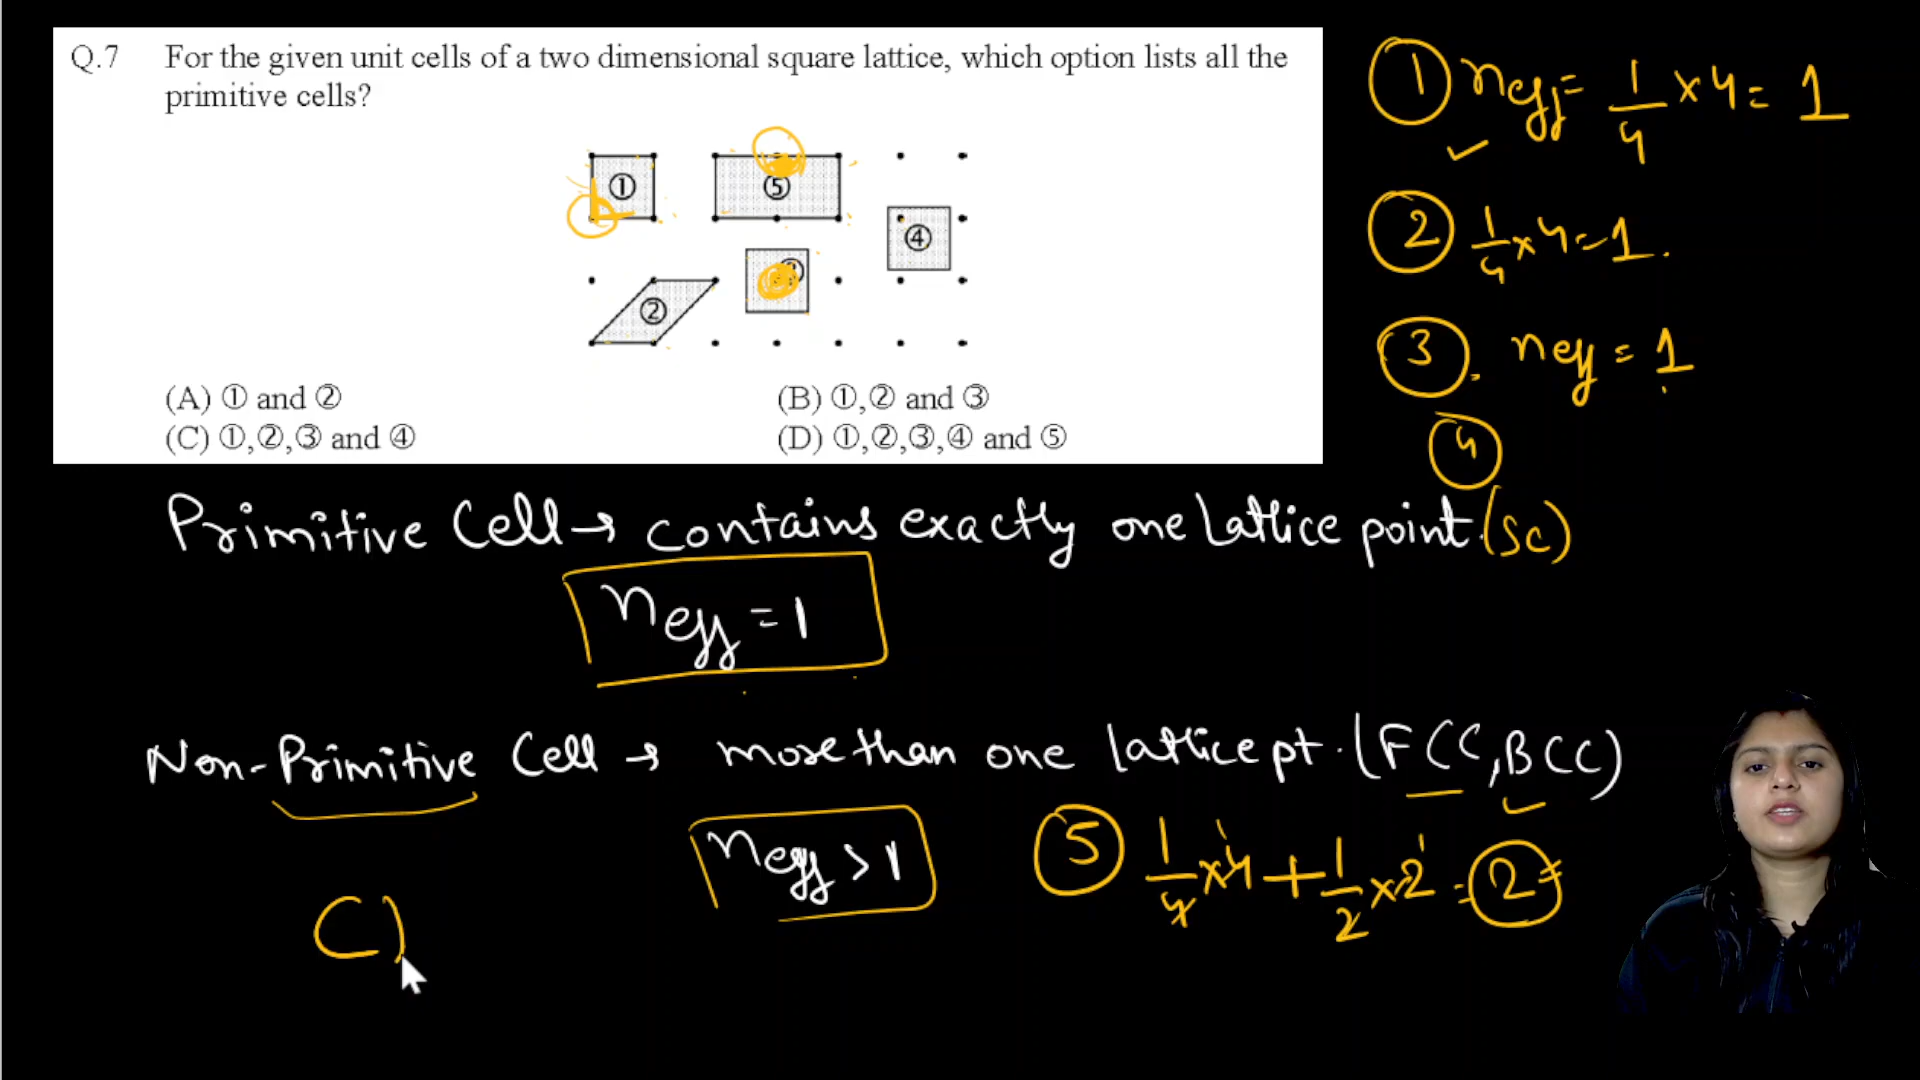 Q.7 For the given unit cells of a two dimensional square lattice, which option lists all the
primitive cells?
① ⑤
④
②
(A) ① and ② (B) ①,② and ③
(C) ①,②,③ and ④ (D) ①,②,③,④ and ⑤
① neff = 1/4 × 4 = 1
② 1/4 × 4 = 1.
③. neff = 1
④
Primitive Cell → contains exactly one Lattice point. (SC)
neff = 1
Non-Primitive Cell → more than one lattice pt. (FCC, BCC)
neff > 1
⑤ 1/4 × 4 + 1/2 × 2 = 2
C)